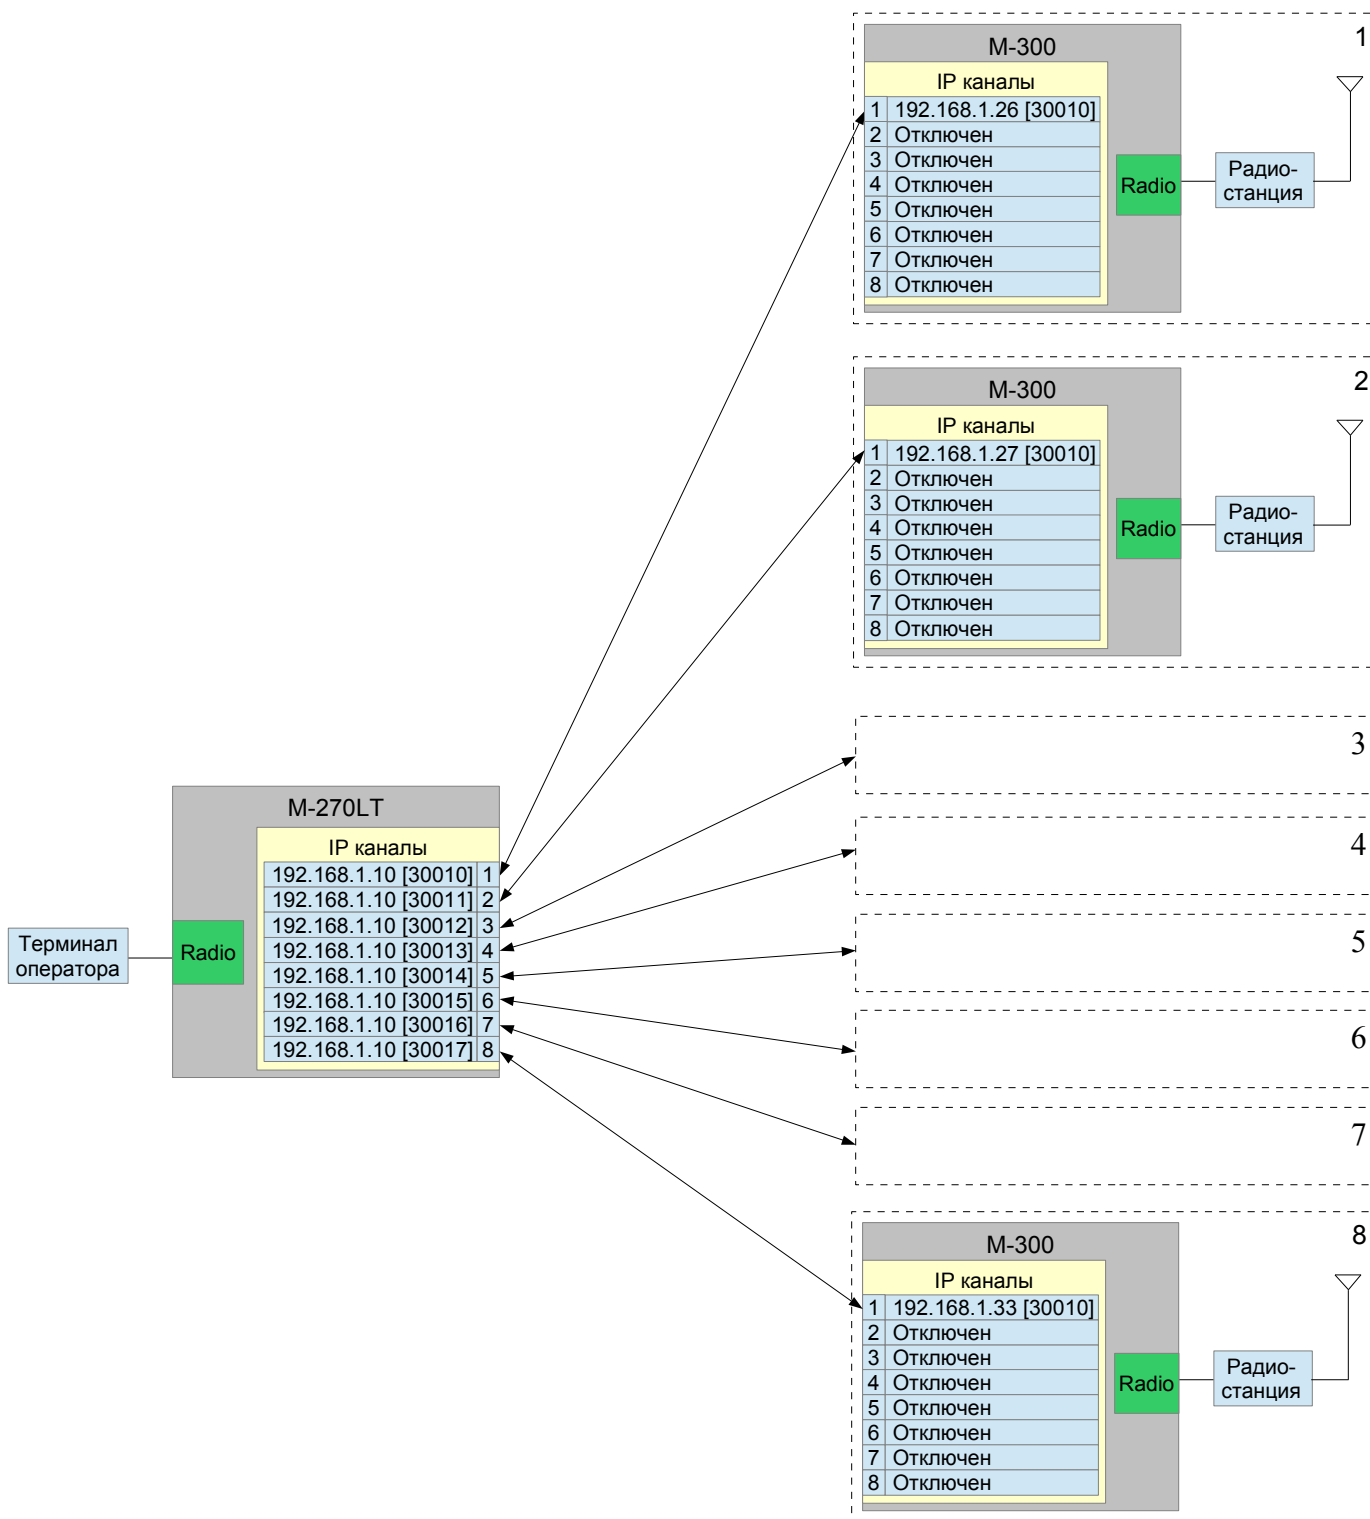 1
M-300
IP каналы
1 192.168.1.26 [30010]
2 Отключен
3 Отключен
4 Отключен
5 Отключен
6 Отключен
7 Отключен
8 Отключен
Radio
Радио-
станция
2
M-300
IP каналы
1 192.168.1.27 [30010]
2 Отключен
3 Отключен
4 Отключен
5 Отключен
6 Отключен
7 Отключен
8 Отключен
Radio
Радио-
станция
3
4
5
6
7
M-270LT
IP каналы
192.168.1.10 [30010] 1
192.168.1.10 [30011] 2
192.168.1.10 [30012] 3
192.168.1.10 [30013] 4
192.168.1.10 [30014] 5
192.168.1.10 [30015] 6
192.168.1.10 [30016] 7
192.168.1.10 [30017] 8
Radio
Терминал
оператора
8
M-300
IP каналы
1 192.168.1.33 [30010]
2 Отключен
3 Отключен
4 Отключен
5 Отключен
6 Отключен
7 Отключен
8 Отключен
Radio
Радио-
станция